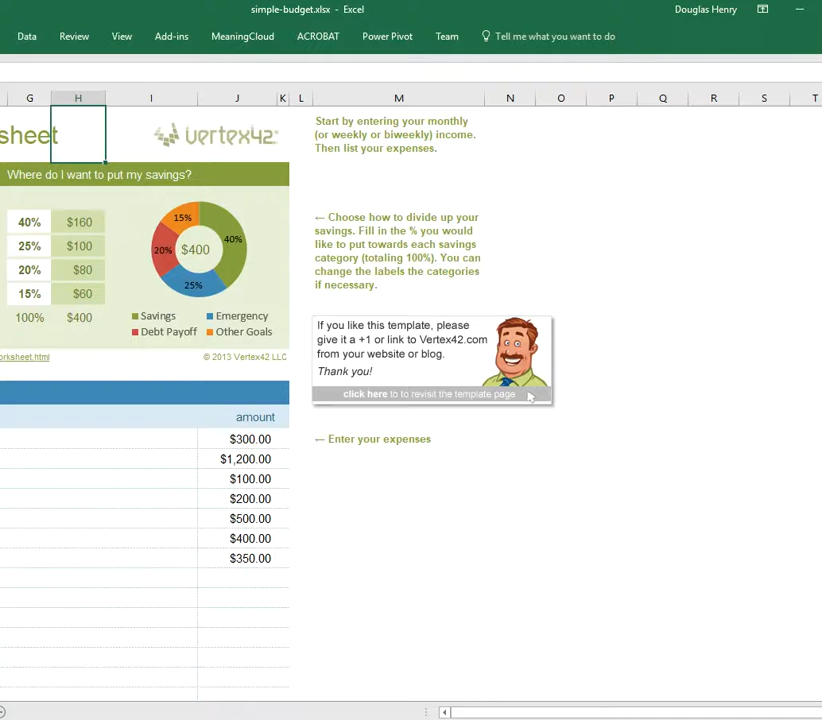 simple-budget.xlsx - Excel
Douglas Henry
Data Review View Add-ins MeaningCloud ACROBAT Power Pivot Team Tell me what you want to do
G H I J K L M N O P Q R S T
sheet
vertex42
Start by entering your monthly
(or weekly or biweekly) income.
Then list your expenses.
Where do I want to put my savings?
40% $160
25% $100
20% $80
15% $60
100% $400
15%
40%
20%
$400
25%
Savings Emergency
Debt Payoff Other Goals
← Choose how to divide up your
savings. Fill in the % you would
like to put towards each savings
category (totaling 100%). You can
change the labels the categories
if necessary.
If you like this template, please
give it a +1 or link to Vertex42.com
from your website or blog.
Thank you!
click here to to revisit the template page
orksheet.html
© 2013 Vertex42 LLC
amount
$300.00
← Enter your expenses
$1,200.00
$100.00
$200.00
$500.00
$400.00
$350.00